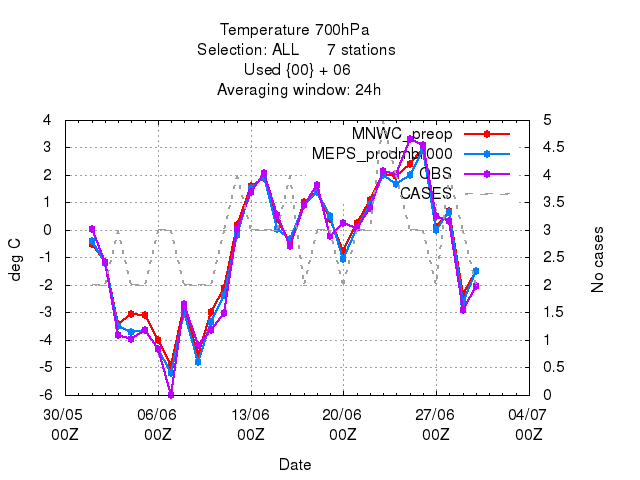 Temperature 700hPa
Selection: ALL 7 stations
Used {00} + 06
Averaging window: 24h
4
3
2
1
0
-1
-2
-3
-4
-5
-6
deg C
5
4.5
4
3.5
3
2.5
2
1.5
1
0.5
0
No cases
MNWC_preop
MEPS_prodmbr000
OBS
CASES
30/05 06/06 13/06 20/06 27/06 04/07
00Z 00Z 00Z 00Z 00Z 00Z
Date